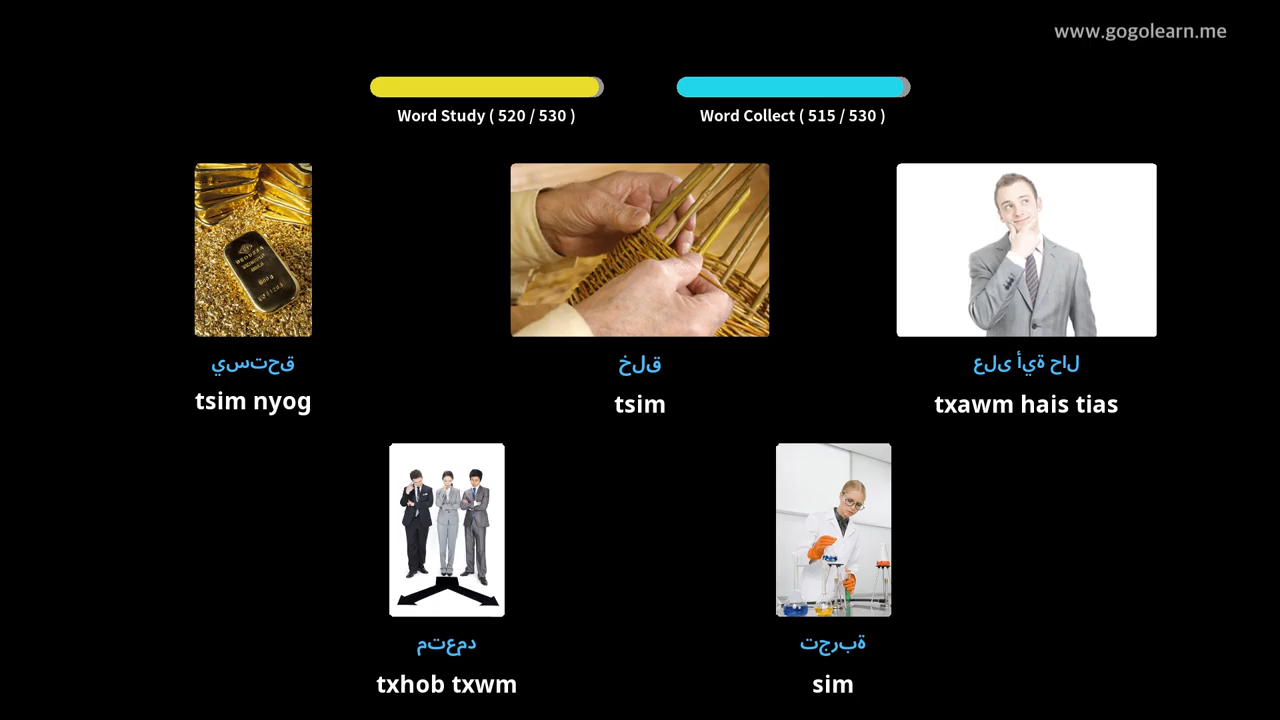 www.gogolearn.me
Word Study ( 520 / 530 )
Word Collect ( 515 / 530 )
يستحق
tsim nyog
خلق
tsim
على أية حال
txawm hais tias
متعمد
txhob txwm
تجربة
sim